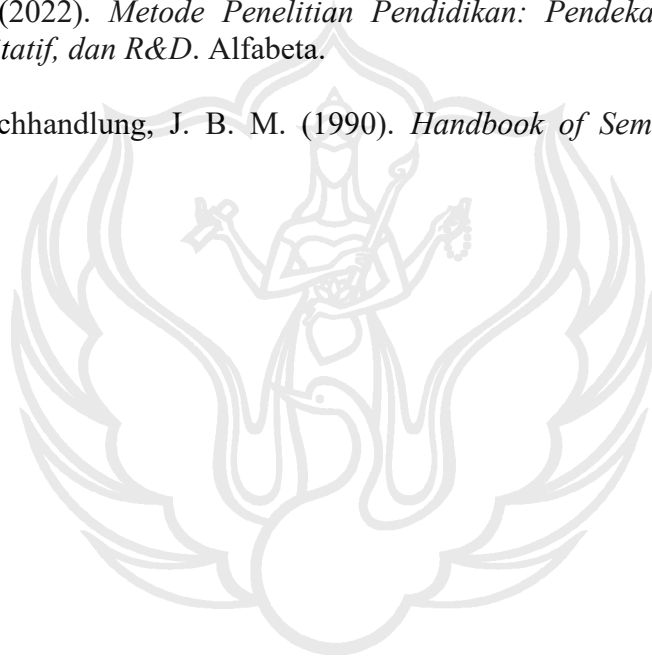 (2022). Metode Penelitian Pendidikan: Pendeka
tatif, dan R&D. Alfabeta.
chhandlung, J. B. M. (1990). Handbook of Sem